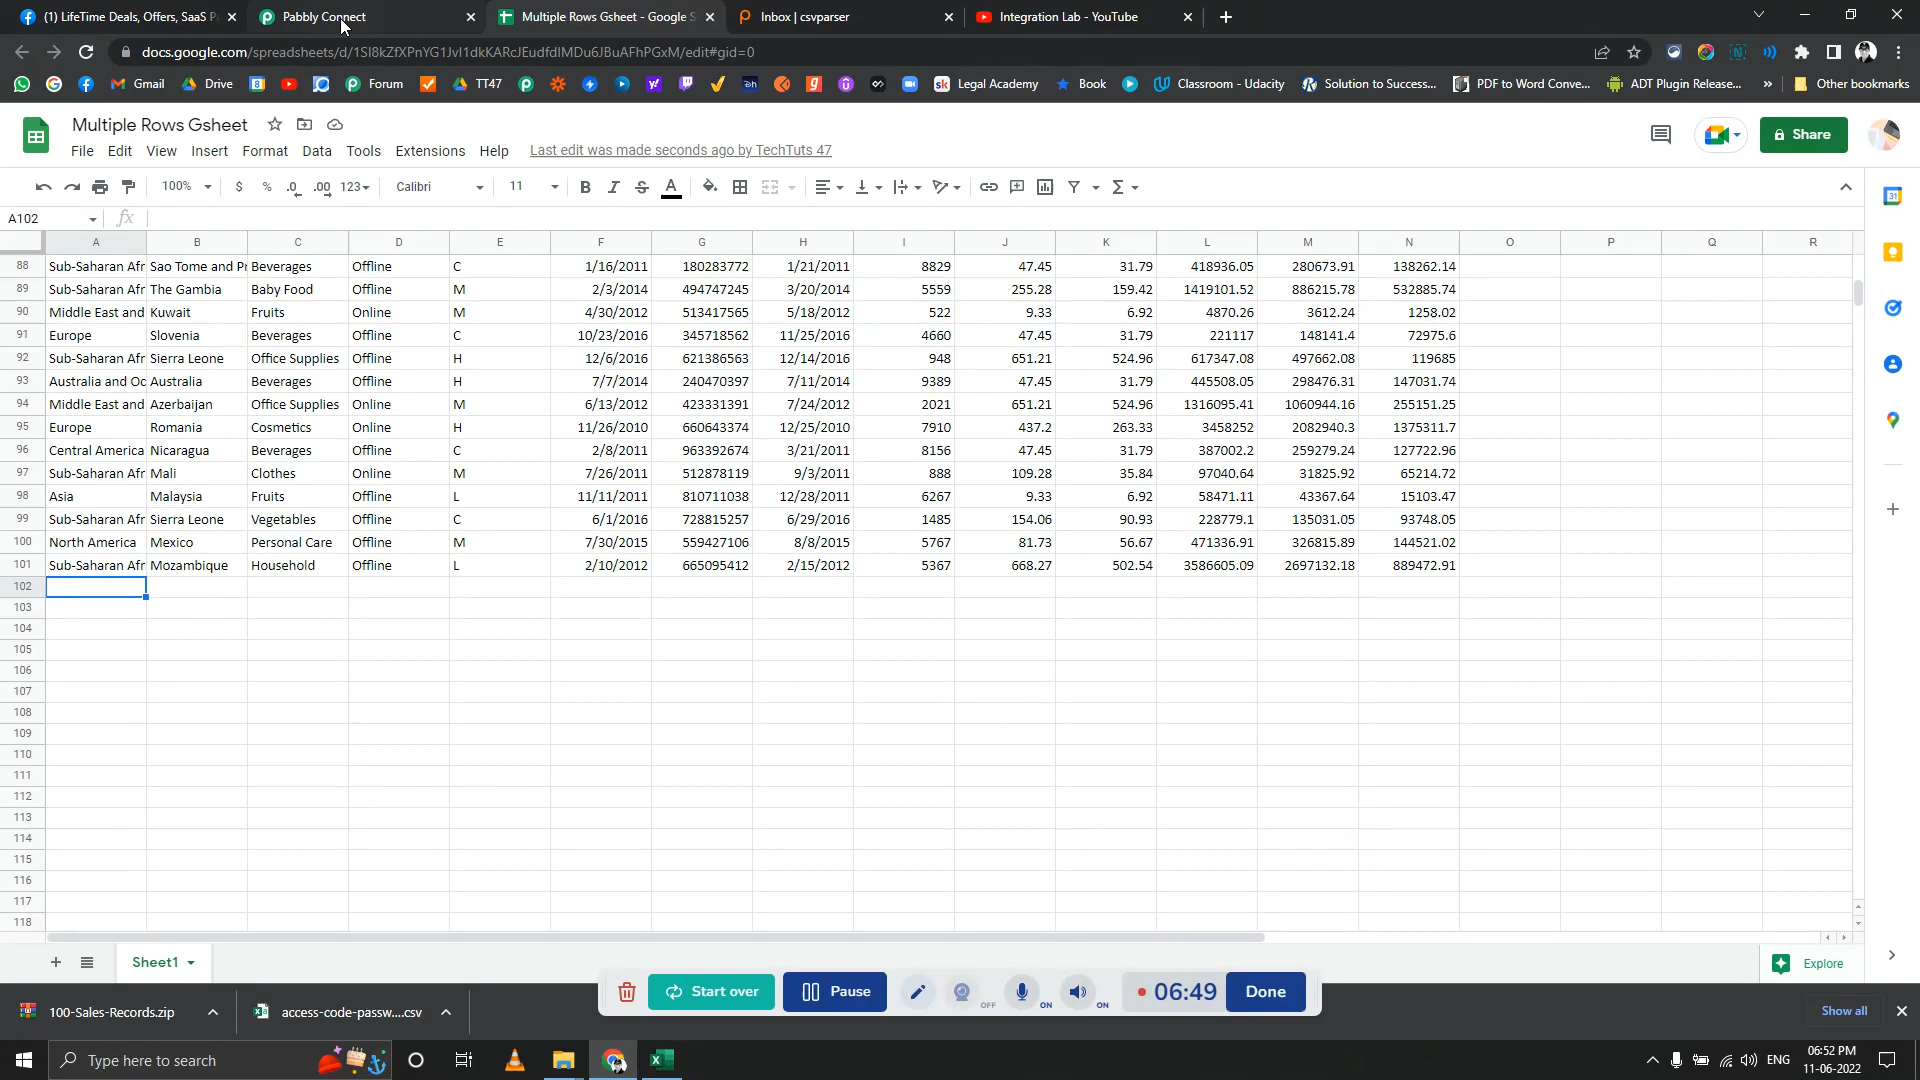 (1) LifeTime Deals, Offers, SaaS P
Pabbly Connect
Multiple Rows Gsheet - Google S
Inbox | csvparser
Integration Lab - YouTube
docs.google.com/spreadsheets/d/1SI8kZfXPnYG1JvI1dkKARcJEudfdIMDu6JBuAFhPGxM/edit#gid=0
Gmail Drive Forum TT47 Legal Academy Book Classroom - Udacity Solution to Success... PDF to Word Conve... ADT Plugin Release... » Other bookmarks
Multiple Rows Gsheet
Share
File Edit View Insert Format Data Tools Extensions Help Last edit was made seconds ago by TechTuts 47
100% $ % .0 .00 123 Calibri 11 B I S A Σ
A102 fx
A B C D E F G H I J K L M N O P Q R
88 Sub-Saharan Afr Sao Tome and Pr Beverages Offline C 1/16/2011 180283772 1/21/2011 8829 47.45 31.79 418936.05 280673.91 138262.14
89 Sub-Saharan Afr The Gambia Baby Food Offline M 2/3/2014 494747245 3/20/2014 5559 255.28 159.42 1419101.52 886215.78 532885.74
90 Middle East and Kuwait Fruits Online M 4/30/2012 513417565 5/18/2012 522 9.33 6.92 4870.26 3612.24 1258.02
91 Europe Slovenia Beverages Offline C 10/23/2016 345718562 11/25/2016 4660 47.45 31.79 221117 148141.4 72975.6
92 Sub-Saharan Afr Sierra Leone Office Supplies Offline H 12/6/2016 621386563 12/14/2016 948 651.21 524.96 617347.08 497662.08 119685
93 Australia and Oc Australia Beverages Offline H 7/7/2014 240470397 7/11/2014 9389 47.45 31.79 445508.05 298476.31 147031.74
94 Middle East and Azerbaijan Office Supplies Online M 6/13/2012 423331391 7/24/2012 2021 651.21 524.96 1316095.41 1060944.16 255151.25
95 Europe Romania Cosmetics Online H 11/26/2010 660643374 12/25/2010 7910 437.2 263.33 3458252 2082940.3 1375311.7
96 Central America Nicaragua Beverages Offline C 2/8/2011 963392674 3/21/2011 8156 47.45 31.79 387002.2 259279.24 127722.96
97 Sub-Saharan Afr Mali Clothes Online M 7/26/2011 512878119 9/3/2011 888 109.28 35.84 97040.64 31825.92 65214.72
98 Asia Malaysia Fruits Offline L 11/11/2011 810711038 12/28/2011 6267 9.33 6.92 58471.11 43367.64 15103.47
99 Sub-Saharan Afr Sierra Leone Vegetables Offline C 6/1/2016 728815257 6/29/2016 1485 154.06 90.93 228779.1 135031.05 93748.05
100 North America Mexico Personal Care Offline M 7/30/2015 559427106 8/8/2015 5767 81.73 56.67 471336.91 326815.89 144521.02
101 Sub-Saharan Afr Mozambique Household Offline L 2/10/2012 665095412 2/15/2012 5367 668.27 502.54 3586605.09 2697132.18 889472.91
102
103
104
105
106
107
108
109
110
111
112
113
114
115
116
117
118
Sheet1
Explore
Start over Pause OFF ON ON 06:49 Done
100-Sales-Records.zip
access-code-passw....csv
Show all
Type here to search
ENG
06:52 PM
11-06-2022